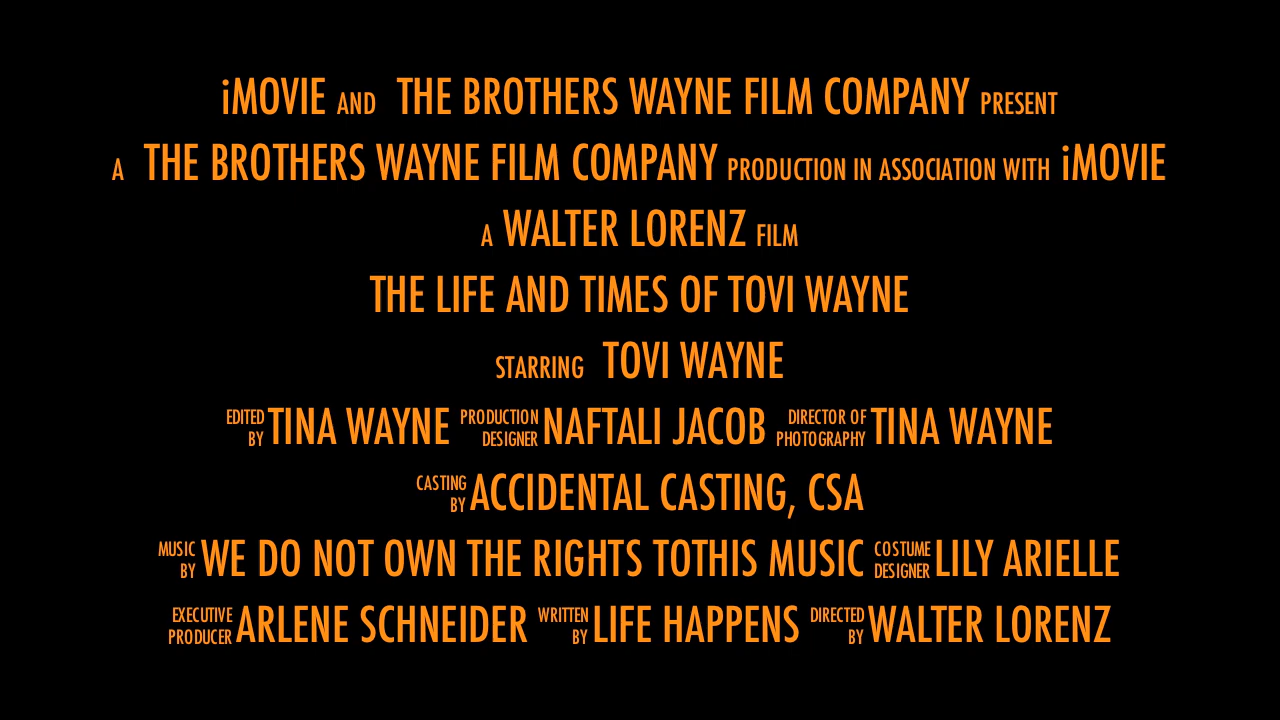 iMOVIE AND THE BROTHERS WAYNE FILM COMPANY PRESENT
A THE BROTHERS WAYNE FILM COMPANY PRODUCTION IN ASSOCIATION WITH iMOVIE
A WALTER LORENZ FILM
THE LIFE AND TIMES OF TOVI WAYNE
STARRING TOVI WAYNE
EDITED BY TINA WAYNE PRODUCTION DESIGNER NAFTALI JACOB DIRECTOR OF PHOTOGRAPHY TINA WAYNE
CASTING BY ACCIDENTAL CASTING, CSA
MUSIC BY WE DO NOT OWN THE RIGHTS TOTHIS MUSIC COSTUME DESIGNER LILY ARIELLE
EXECUTIVE PRODUCER ARLENE SCHNEIDER WRITTEN BY LIFE HAPPENS DIRECTED BY WALTER LORENZ